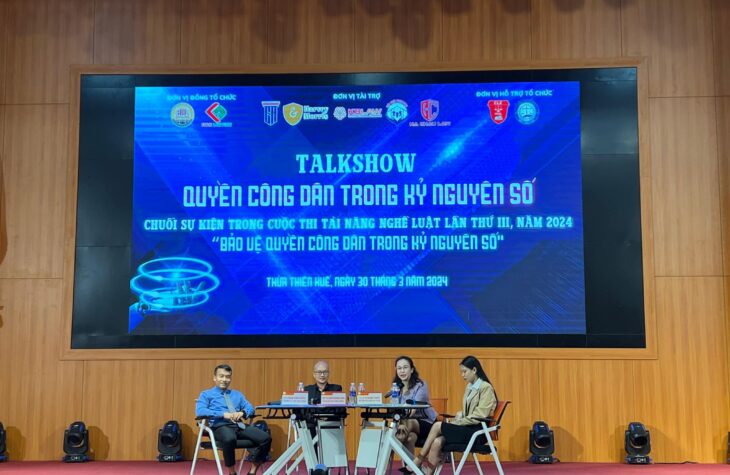 ĐƠN VỊ ĐỒNG TỔ CHỨC
ĐƠN VỊ TÀI TRỢ
ĐƠN VỊ HỖ TRỢ TỔ CHỨC
Harvey
Morris
TALKSHOW
QUYỀN CÔNG DÂN TRONG KỶ NGUYÊN SỐ
CHUỖI SỰ KIỆN TRONG CUỘC THI TÀI NĂNG NGHỀ LUẬT LẦN THỨ III, NĂM 2024
"BẢO VỆ QUYỀN CÔNG DÂN TRONG KỶ NGUYÊN SỐ"
THỪA THIÊN HUẾ, NGÀY 30 THÁNG 3 NĂM 2024